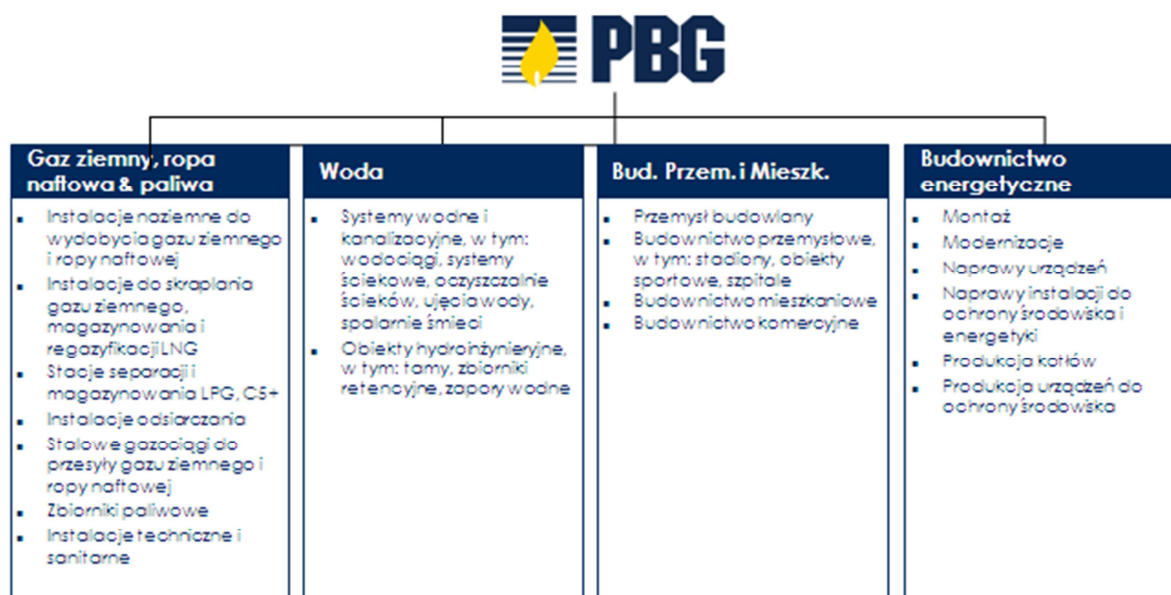 PBG
Gaz ziemny, ropa
naftowa & paliwa
Instalacje naziemne do
wydobycia gazu ziemnego
i ropy naftowej
Instalacje do skraplania
gazu ziemnego,
magazynowania i
regazyfikacji LNG
Stacje separacji i
magazynowania LPG, C5+
Instalacje odsiarczania
Stalowe gazociągi do
przesyły gazu ziemnego i
ropy naftowej
Zbiorniki paliwowe
Instalacje techniczne i
sanitarne
Woda
Systemy wodne i
kanalizacyjne, w tym:
wodociągi, systemy
ściekowe, oczyszczalnie
ścieków, ujęcia wody,
spalarnie śmieci
Obiekty hydroinżynieryjne,
w tym: tamy, zbiorniki
retencyjne, zapory wodne
Bud. Przem. i Mieszk.
Przemysł budowlany
Budownictwo przemysłowe,
w tym: stadiony, obiekty
sportowe, szpitale
Budownictwo mieszkaniowe
Budownictwo komercyjne
Budownictwo
energetyczne
Montaż
Modernizacje
Naprawy urządzeń
Naprawy instalacji do
ochrony środowiska i
energetyki
Produkcja kotłów
Produkcja urządzeń do
ochrony środowiska